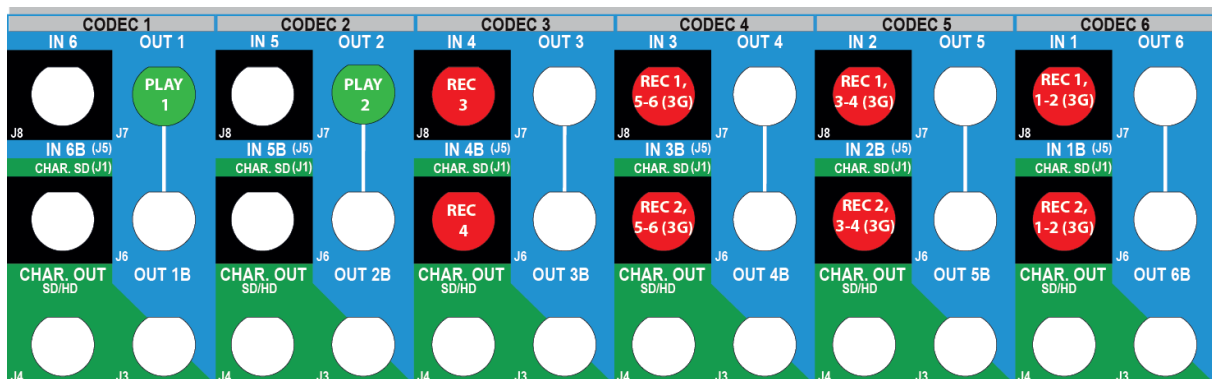 CODEC 1 CODEC 2 CODEC 3 CODEC 4 CODEC 5 CODEC 6
IN 6 OUT 1 IN 5 OUT 2 IN 4 OUT 3 IN 3 OUT 4 IN 2 OUT 5 IN 1 OUT 6
PLAY PLAY REC REC 1, REC 1, REC 1,
1 2 3 5-6 (3G) 3-4 (3G) 1-2 (3G)
J8 J7 J8 J7 J8 J7 J8 J7 J8 J7 J8 J7
IN 6B (J5) IN 5B (J5) IN 4B (J5) IN 3B (J5) IN 2B (J5) IN 1B (J5)
CHAR. SD (J1) CHAR. SD (J1) CHAR. SD (J1) CHAR. SD (J1) CHAR. SD (J1) CHAR. SD (J1)
REC REC 2, REC 2, REC 2,
4 5-6 (3G) 3-4 (3G) 1-2 (3G)
J6 J6 J6 J6 J6 J6
CHAR. OUT OUT 1B CHAR. OUT OUT 2B CHAR. OUT OUT 3B CHAR. OUT OUT 4B CHAR. OUT OUT 5B CHAR. OUT OUT 6B
SD/HD SD/HD SD/HD SD/HD SD/HD SD/HD
J4 J3 J4 J3 J4 J3 J4 J3 J4 J3 J4 J3